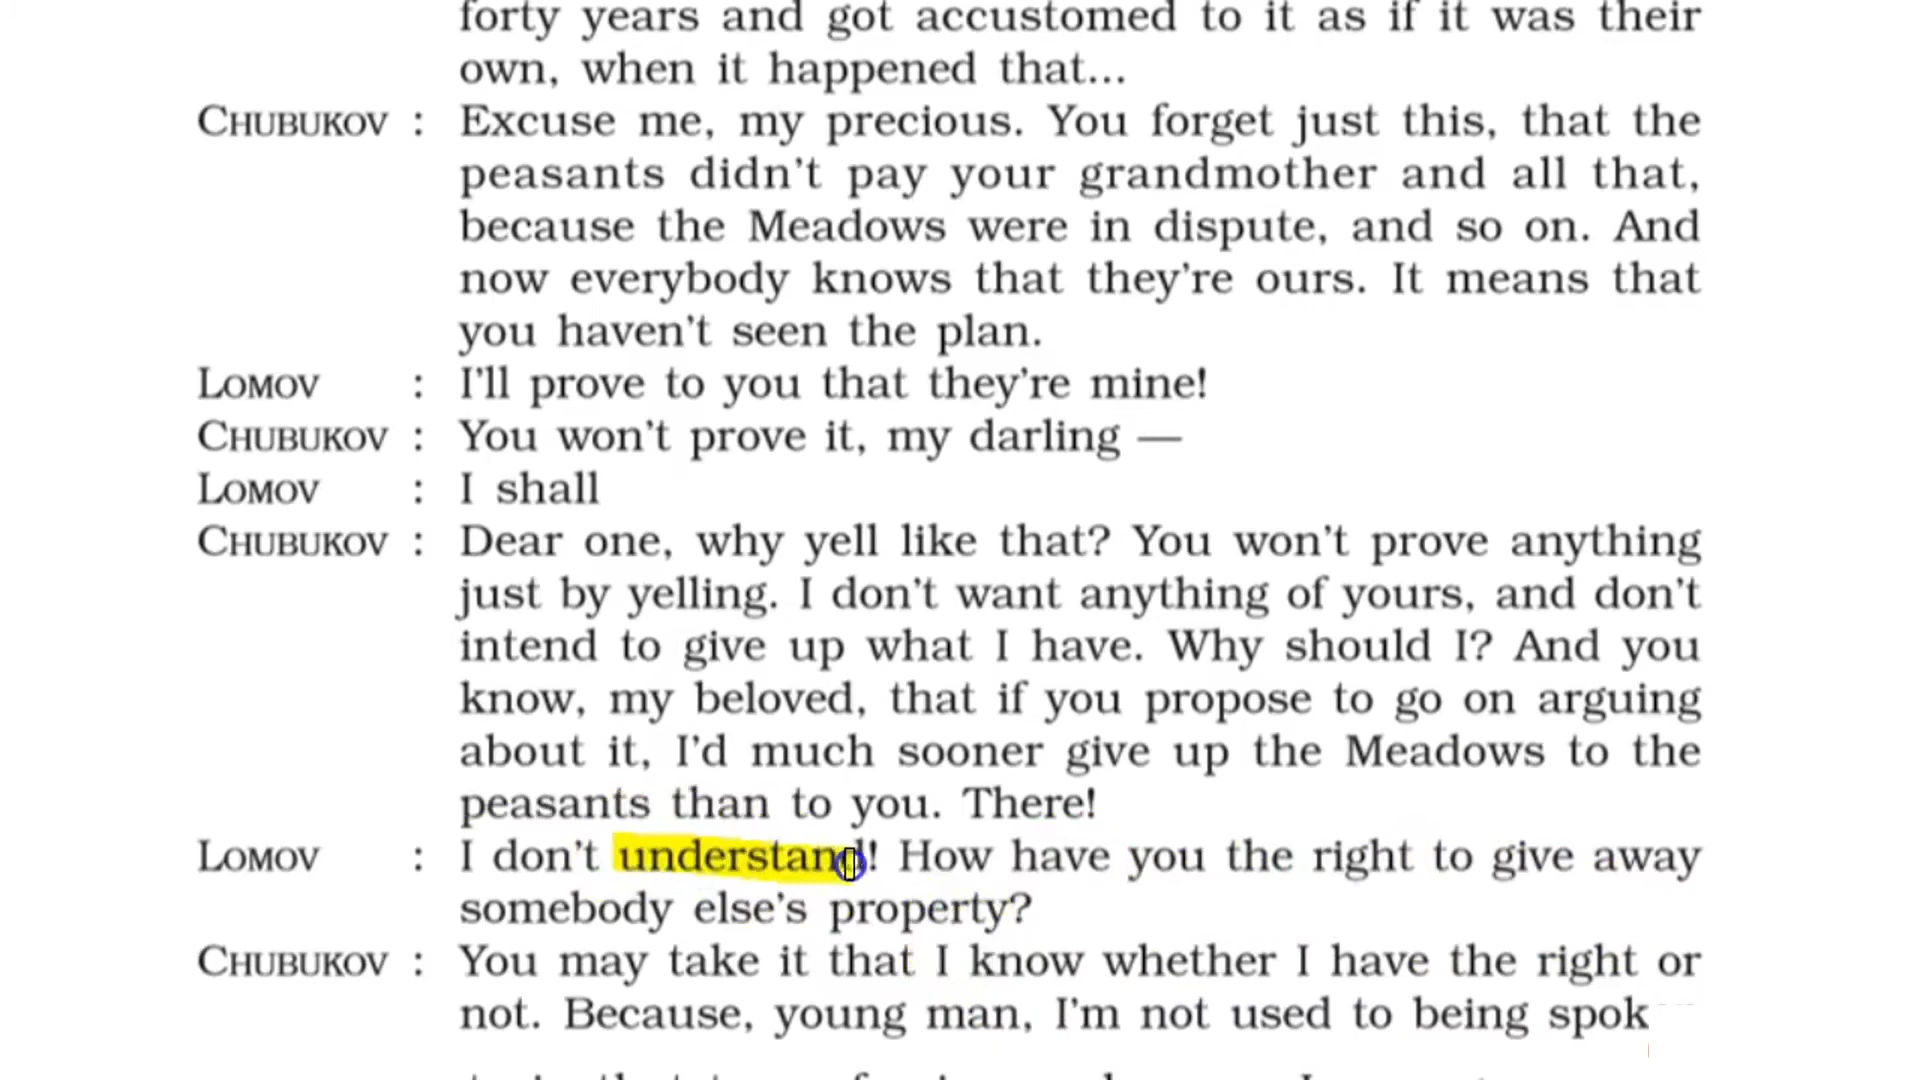 forty years and got accustomed to it as if it was their
own, when it happened that...
CHUBUKOV : Excuse me, my precious. You forget just this, that the
peasants didn't pay your grandmother and all that,
because the Meadows were in dispute, and so on. And
now everybody knows that they're ours. It means that
you haven't seen the plan.
LOMOV : I'll prove to you that they're mine!
CHUBUKOV : You won't prove it, my darling —
LOMOV : I shall
CHUBUKOV : Dear one, why yell like that? You won't prove anything
just by yelling. I don't want anything of yours, and don't
intend to give up what I have. Why should I? And you
know, my beloved, that if you propose to go on arguing
about it, I'd much sooner give up the Meadows to the
peasants than to you. There!
LOMOV : I don't understand! How have you the right to give away
somebody else's property?
CHUBUKOV : You may take it that I know whether I have the right or
not. Because, young man, I'm not used to being spok